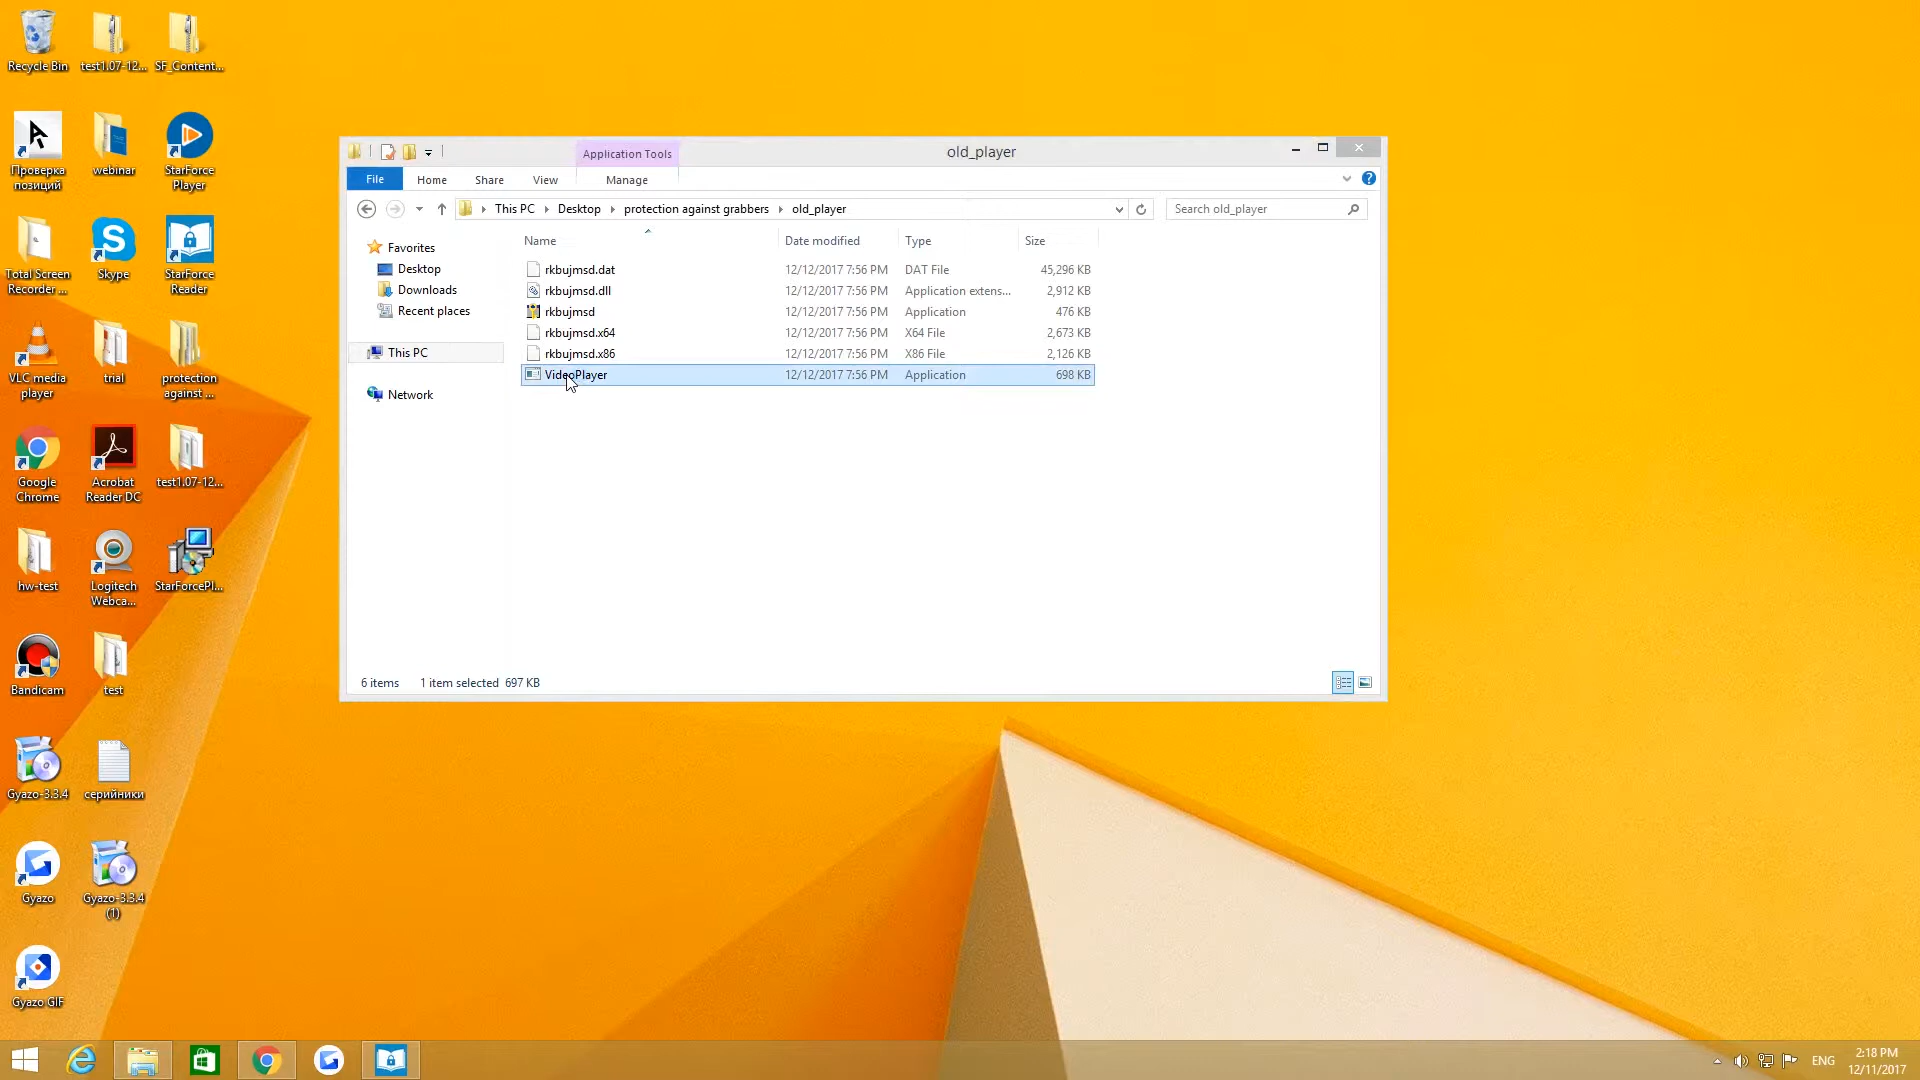 Recycle Bin
test1.07-12...
SF_Content...
Проверка
позиций
webinar
StarForce
Player
Total Screen
Recorder ...
Skype
StarForce
Reader
VLC media
player
trial
protection
against ...
Google
Chrome
Acrobat
Reader DC
test1.07-12...
hw-test
Logitech
Webca...
StarForcePl...
Bandicam
test
Gyazo-3.3.4
серийники
Gyazo
Gyazo-3.3.4
(1)
Gyazo GIF
Application Tools
old_player
File
Home
Share
View
Manage
This PC
Desktop
protection against grabbers
old_player
Search old_player
Favorites
Desktop
Downloads
Recent places
This PC
Network
Name
Date modified
Type
Size
rkbujmsd.dat 12/12/2017 7:56 PM DAT File 45,296 KB
rkbujmsd.dll 12/12/2017 7:56 PM Application extens... 2,912 KB
rkbujmsd 12/12/2017 7:56 PM Application 476 KB
rkbujmsd.x64 12/12/2017 7:56 PM X64 File 2,673 KB
rkbujmsd.x86 12/12/2017 7:56 PM X86 File 2,126 KB
VideoPlayer 12/12/2017 7:56 PM Application 698 KB
6 items
1 item selected 697 KB
ENG
2:18 PM
12/11/2017